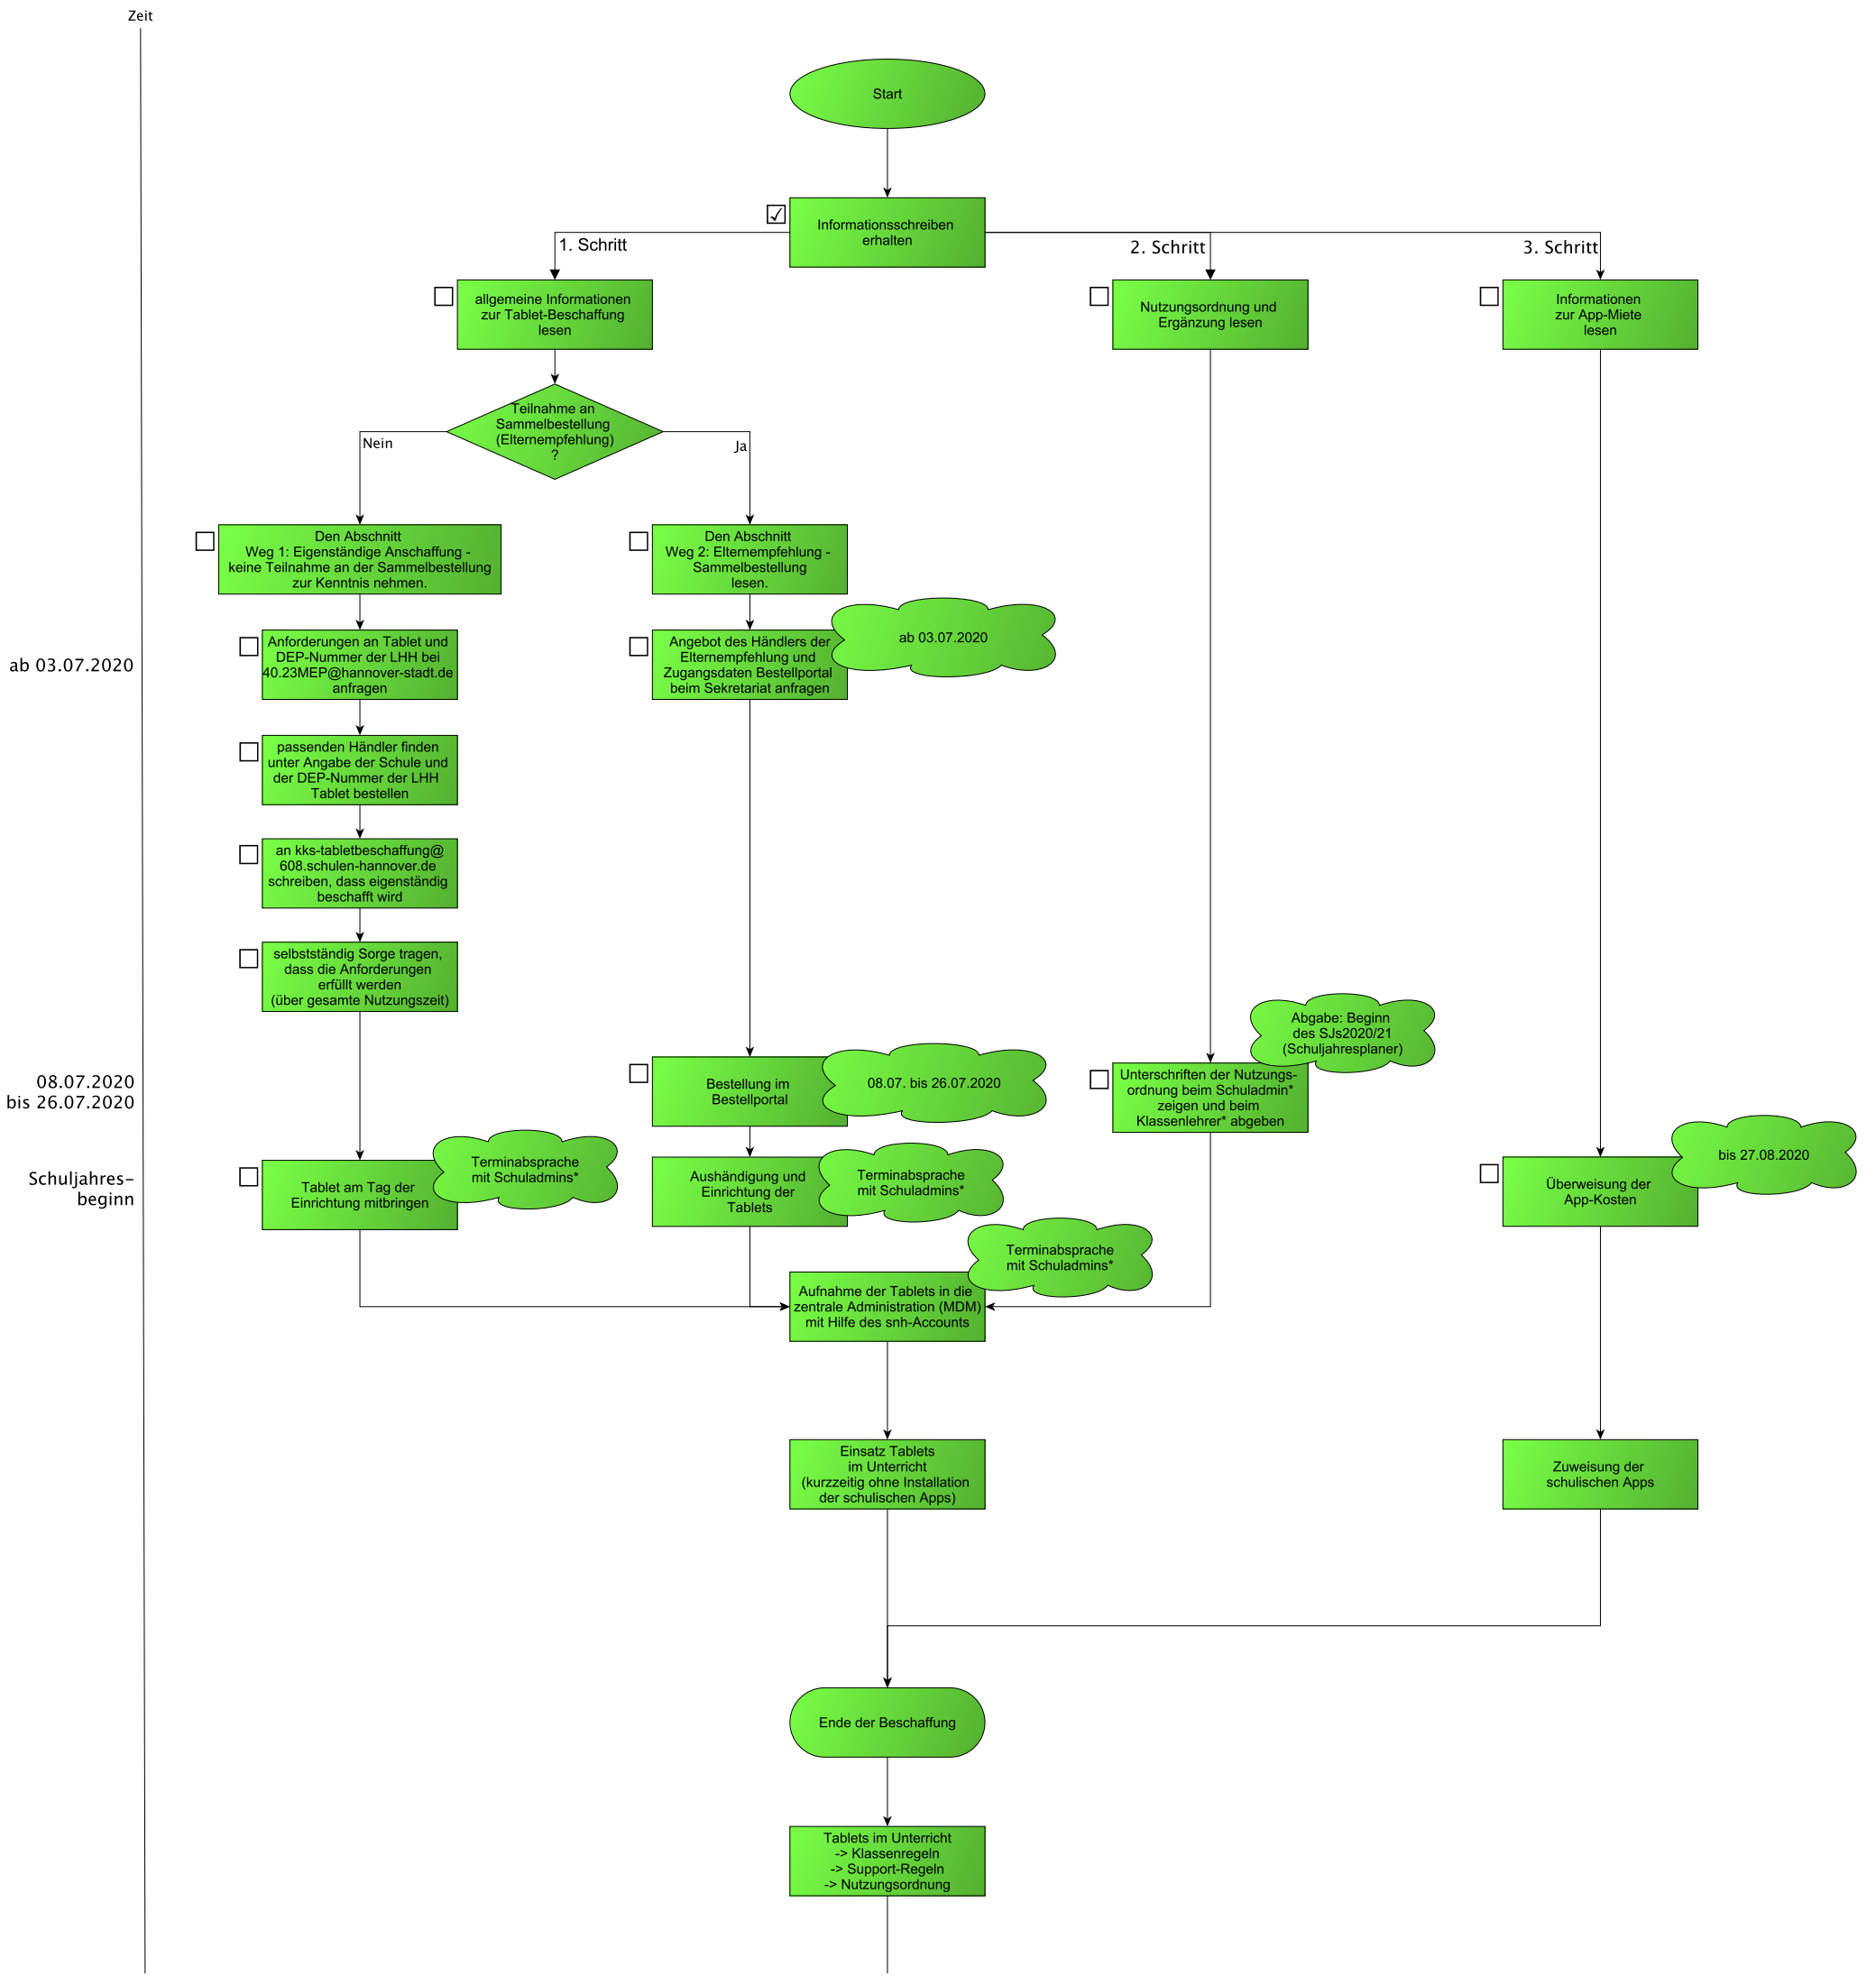 Zeit
Start
☑
Informationsschreiben
erhalten
1. Schritt
2. Schritt
3. Schritt
allgemeine Informationen
zur Tablet-Beschaffung
lesen
Nutzungsordnung und
Ergänzung lesen
Informationen
zur App-Miete
lesen
Teilnahme an
Sammelbestellung
(Elternempfehlung)
?
Nein
Ja
Den Abschnitt
Weg 1: Eigenständige Anschaffung -
keine Teilnahme an der Sammelbestellung
zur Kenntnis nehmen.
Den Abschnitt
Weg 2: Elternempfehlung -
Sammelbestellung
lesen.
ab 03.07.2020
Anforderungen an Tablet und
DEP-Nummer der LHH bei
40.23MEP@hannover-stadt.de
anfragen
Angebot des Händlers der
Elternempfehlung und
Zugangsdaten Bestellportal
beim Sekretariat anfragen
ab 03.07.2020
passenden Händler finden
unter Angabe der Schule und
der DEP-Nummer der LHH
Tablet bestellen
an kks-tabletbeschaffung@
608.schulen-hannover.de
schreiben, dass eigenständig
beschafft wird
selbstständig Sorge tragen,
dass die Anforderungen
erfüllt werden
(über gesamte Nutzungszeit)
08.07.2020
bis 26.07.2020
Bestellung im
Bestellportal
08.07. bis 26.07.2020
Abgabe: Beginn
des SJs2020/21
(Schuljahresplaner)
Unterschriften der Nutzungs-
ordnung beim Schuladmin*
zeigen und beim
Klassenlehrer* abgeben
Schuljahres-
beginn
Tablet am Tag der
Einrichtung mitbringen
Terminabsprache
mit Schuladmins*
Aushändigung und
Einrichtung der
Tablets
Terminabsprache
mit Schuladmins*
bis 27.08.2020
Überweisung der
App-Kosten
Terminabsprache
mit Schuladmins*
Aufnahme der Tablets in die
zentrale Administration (MDM)
mit Hilfe des snh-Accounts
Einsatz Tablets
im Unterricht
(kurzzeitig ohne Installation
der schulischen Apps)
Zuweisung der
schulischen Apps
Ende der Beschaffung
Tablets im Unterricht
-> Klassenregeln
-> Support-Regeln
-> Nutzungsordnung